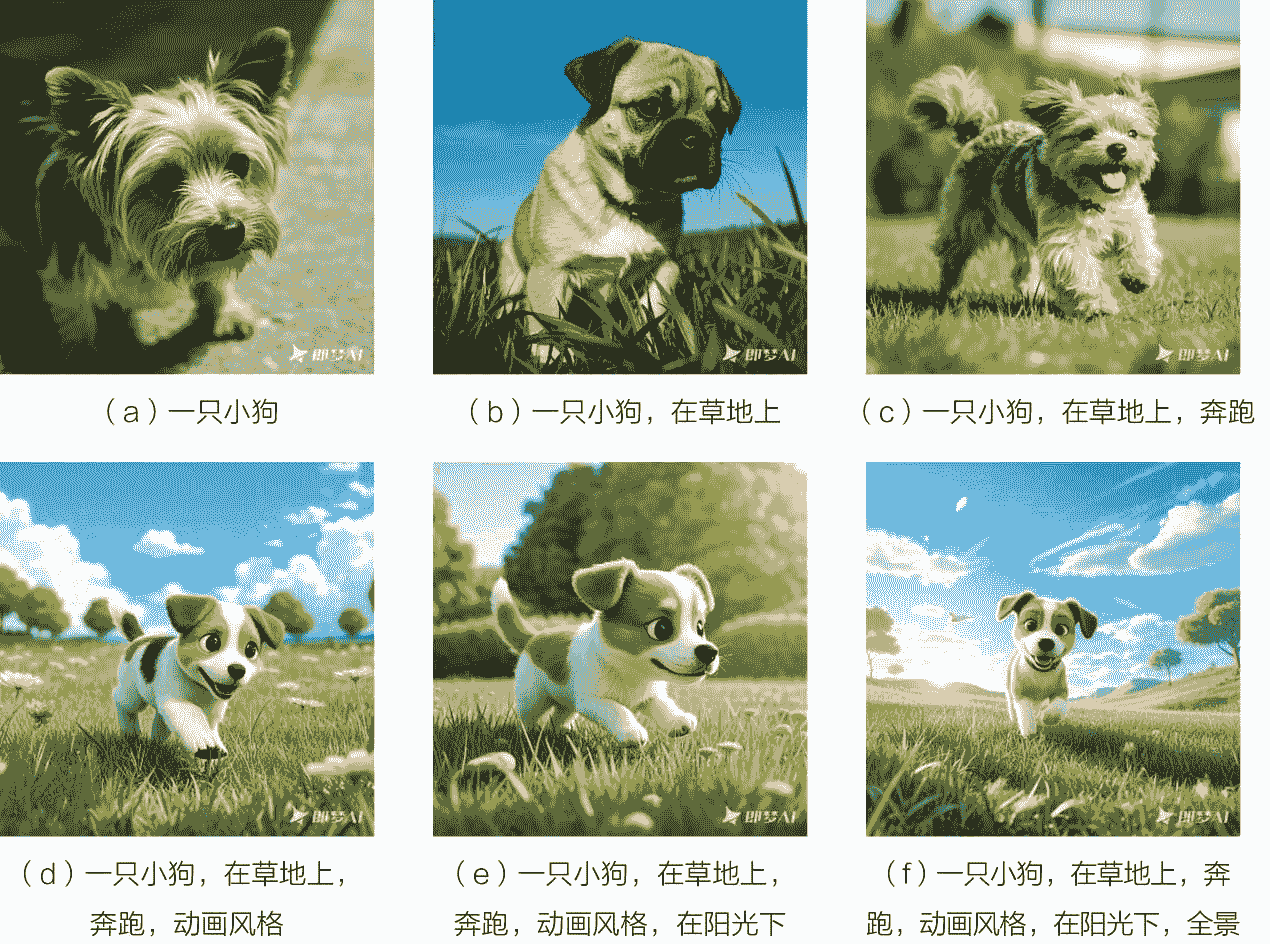 即梦AI
即梦AI
即梦AI
（a）一只小狗
（b）一只小狗，在草地上
（c）一只小狗，在草地上，奔跑
即梦AI
即梦AI
即梦AI
（d）一只小狗，在草地上，
奔跑，动画风格
（e）一只小狗，在草地上，
奔跑，动画风格，在阳光下
（f）一只小狗，在草地上，奔
跑，动画风格，在阳光下，全景